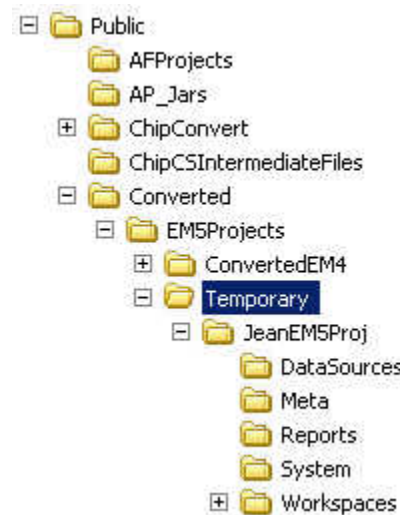 Public
AFProjects
AP_Jars
ChipConvert
ChipCSIntermediateFiles
Converted
EM5Projects
ConvertedEM4
Temporary
JeanEM5Proj
DataSources
Meta
Reports
System
Workspaces